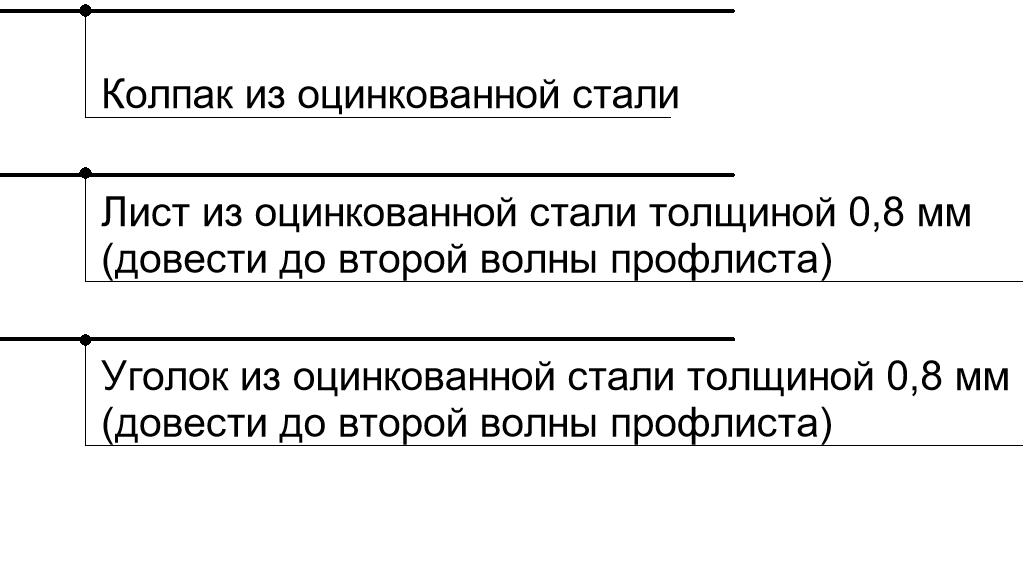 Колпак из оцинкованной стали
Лист из оцинкованной стали толщиной 0,8 мм
(довести до второй волны профлиста)
Уголок из оцинкованной стали толщиной 0,8 мм
(довести до второй волны профлиста)